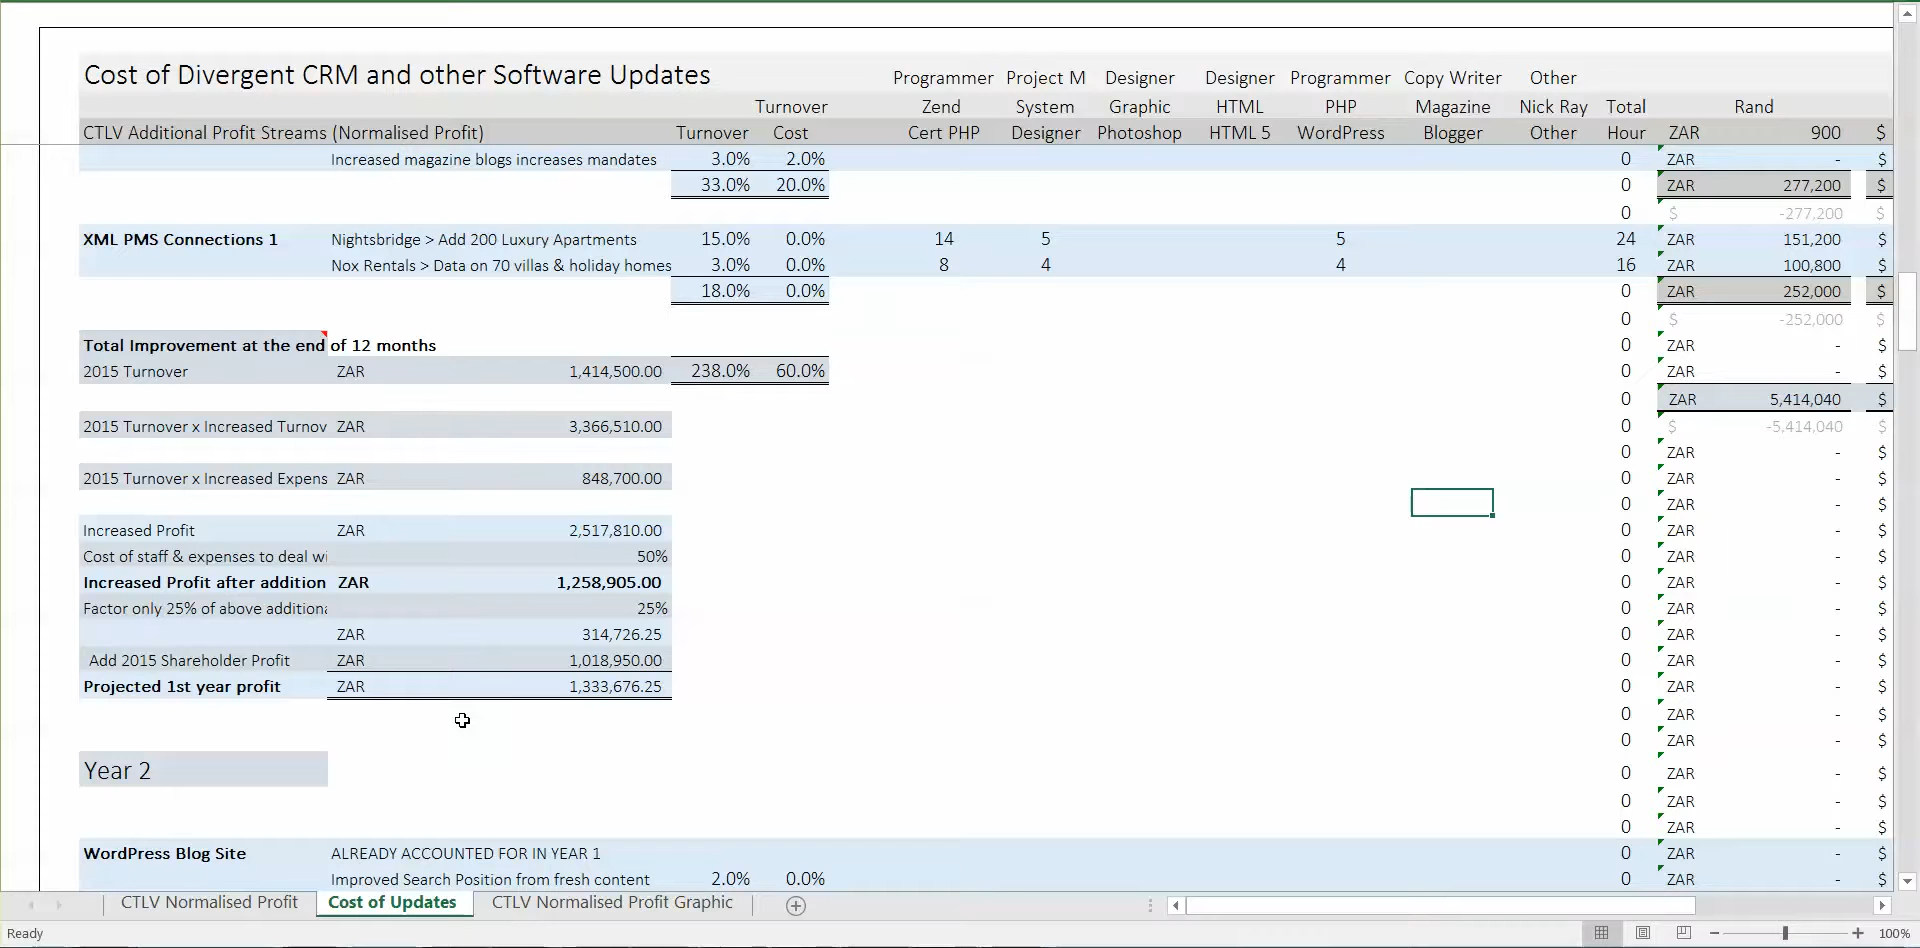 Programmer Project M Designer Designer Programmer Copy Writer Other
Cost of Divergent CRM and other Software Updates
Turnover Zend System Graphic HTML PHP Magazine Nick Ray Total Rand
CTLV Additional Profit Streams (Normalised Profit) Turnover Cost Cert PHP Designer Photoshop HTML 5 WordPress Blogger Other Hour ZAR 900 $
Increased magazine blogs increases mandates 3.0% 2.0% 0 ZAR - $
33.0% 20.0% 0 ZAR 277,200 $
0 $ -277,200 $
XML PMS Connections 1 Nightsbridge > Add 200 Luxury Apartments 15.0% 0.0% 14 5 5 24 ZAR 151,200 $
Nox Rentals > Data on 70 villas & holiday homes 3.0% 0.0% 8 4 4 16 ZAR 100,800 $
18.0% 0.0% 0 ZAR 252,000 $
0 $ -252,000 $
Total Improvement at the end of 12 months 0 ZAR - $
2015 Turnover ZAR 1,414,500.00 238.0% 60.0% 0 ZAR - $
0 ZAR 5,414,040 $
2015 Turnover x Increased Turnov ZAR 3,366,510.00 0 $ -5,414,040 $
0 ZAR - $
2015 Turnover x Increased Expens ZAR 848,700.00 0 ZAR - $
0 ZAR - $
Increased Profit ZAR 2,517,810.00 0 ZAR - $
Cost of staff & expenses to deal wi 50% 0 ZAR - $
Increased Profit after addition ZAR 1,258,905.00 0 ZAR - $
Factor only 25% of above additiona 25% 0 ZAR - $
ZAR 314,726.25 0 ZAR - $
Add 2015 Shareholder Profit ZAR 1,018,950.00 0 ZAR - $
Projected 1st year profit ZAR 1,333,676.25 0 ZAR - $
0 ZAR - $
0 ZAR - $
Year 2 0 ZAR - $
0 ZAR - $
0 ZAR - $
WordPress Blog Site ALREADY ACCOUNTED FOR IN YEAR 1 0 ZAR - $
Improved Search Position from fresh content 2.0% 0.0% 0 ZAR - $
CTLV Normalised Profit Cost of Updates CTLV Normalised Profit Graphic
Ready 100%